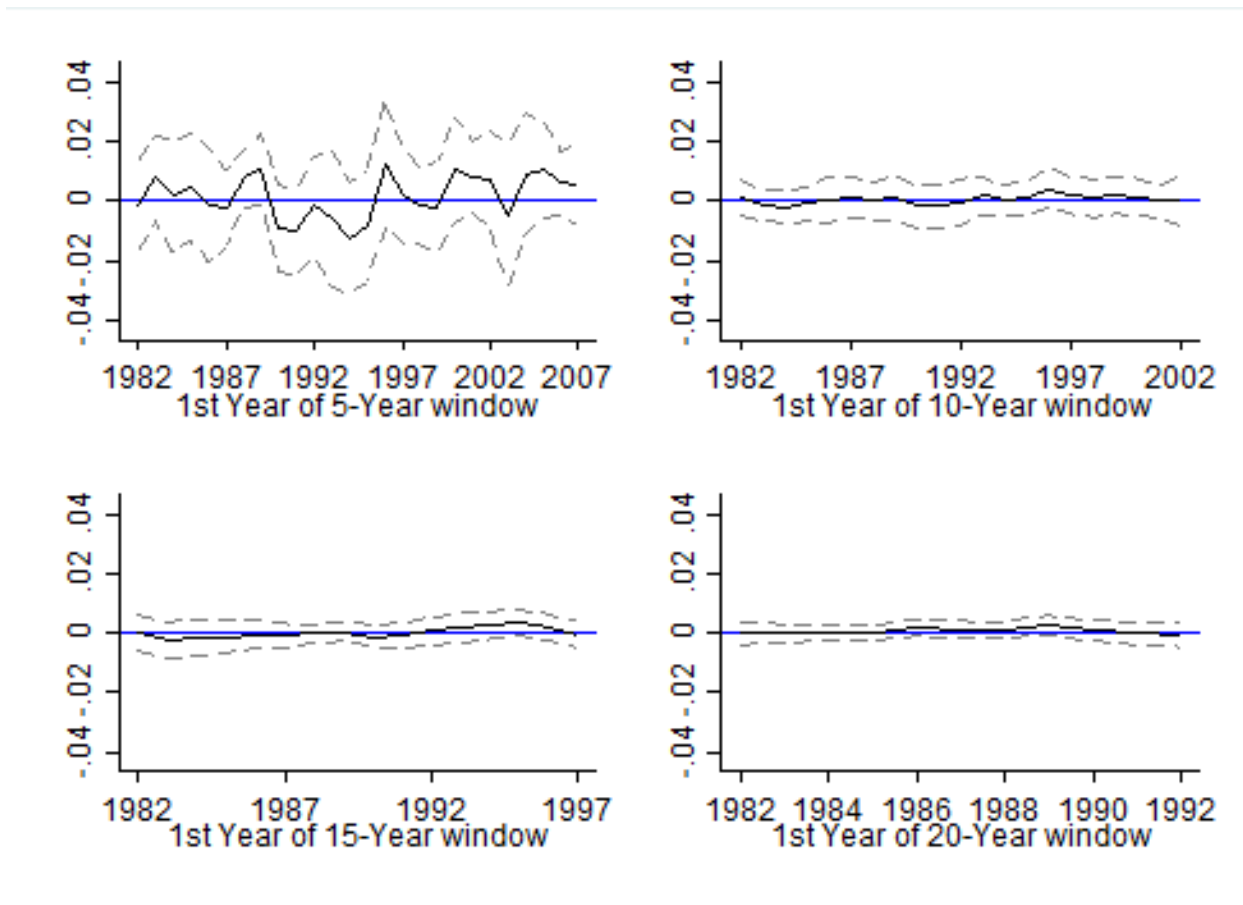 .04
.02
0
-.02
-.04
1982 1987 1992 1997 2002 2007
1st Year of 5-Year window
.04
.02
0
-.02
-.04
1982 1987 1992 1997 2002
1st Year of 10-Year window
.04
.02
0
-.02
-.04
1982 1987 1992 1997
1st Year of 15-Year window
.04
.02
0
-.02
-.04
1982 1984 1986 1988 1990 1992
1st Year of 20-Year window